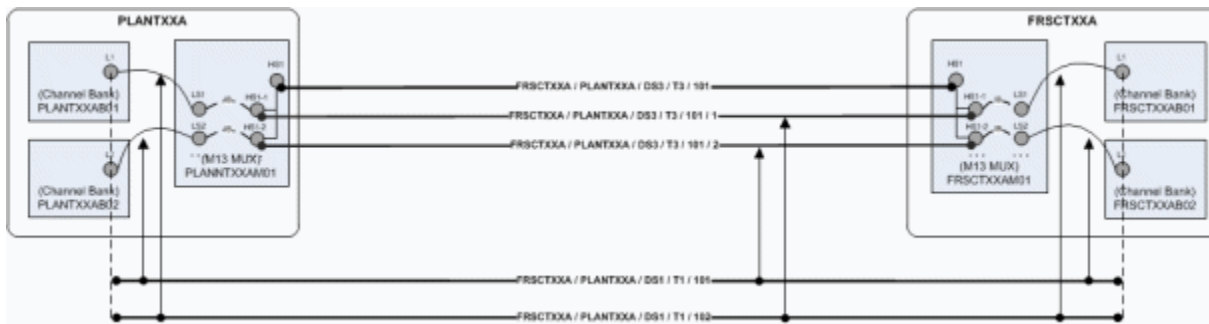 PLANTXXA
FRSCTXXA
L1
(Channel Bank)
PLANTXXAB01
HS1
LS1
HS1-1
LS2
HS1-2
(M13 MUX)
PLANNTXXAM01
(Channel Bank)
PLANTXXAB02
FRSCTXXA / PLANTXXA / DS3 / T3 / 101
FRSCTXXA / PLANTXXA / DS3 / T3 / 101 / 1
FRSCTXXA / PLANTXXA / DS3 / T3 / 101 / 2
HS1
HS1-1
LS1
HS1-2
LS2
(M13 MUX)
FRSCTXXAM01
L1
(Channel Bank)
FRSCTXXAB01
(Channel Bank)
FRSCTXXAB02
FRSCTXXA / PLANTXXA / DS1 / T1 / 101
FRSCTXXA / PLANTXXA / DS1 / T1 / 102